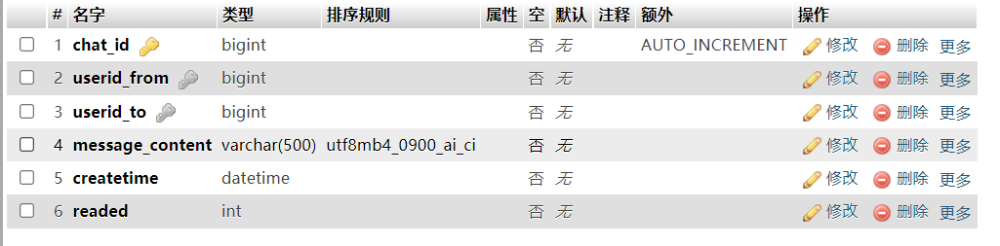 # 名字 类型 排序规则 属性 空 默认 注释 额外 操作
1 chat_id bigint 否 无 AUTO_INCREMENT 修改 删除 更多
2 userid_from bigint 否 无 修改 删除 更多
3 userid_to bigint 否 无 修改 删除 更多
4 message_content varchar(500) utf8mb4_0900_ai_ci 否 无 修改 删除 更多
5 createtime datetime 否 无 修改 删除 更多
6 readed int 否 无 修改 删除 更多